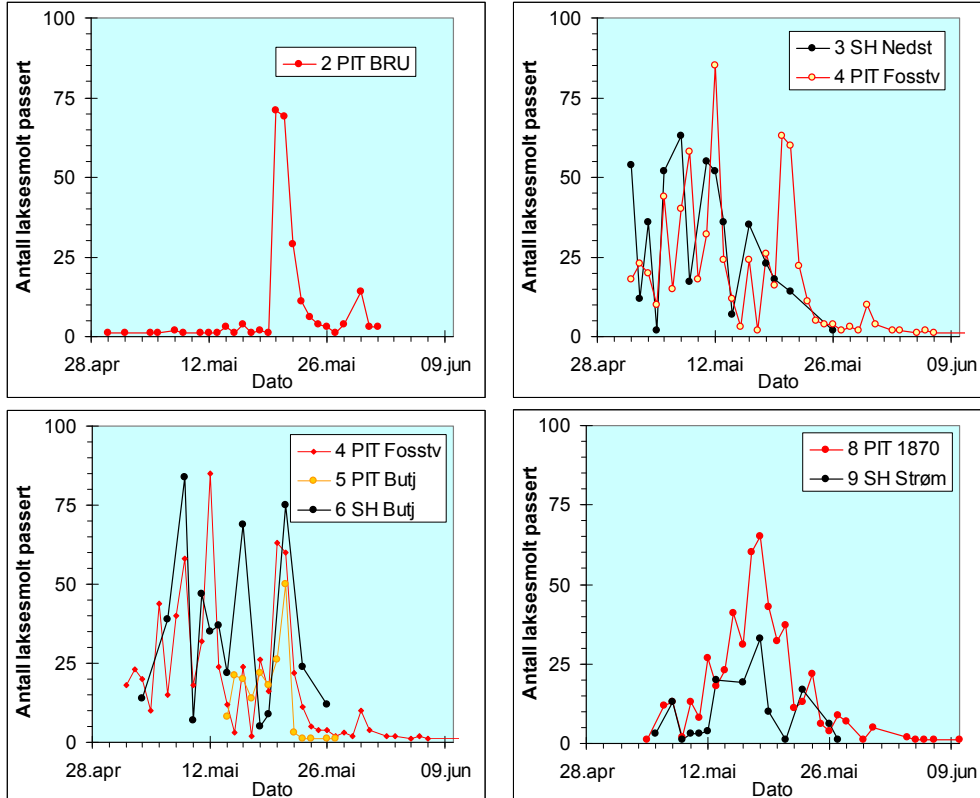 100
75
50
25
0
Antall laksesmolt passert
2 PIT BRU
28.apr 12.mai 26.mai 09.jun
Dato
100
75
50
25
0
Antall laksesmolt passert
3 SH Nedst
4 PIT Fosstv
28.apr 12.mai 26.mai 09.jun
Dato
100
75
50
25
0
Antall laksesmolt passert
4 PIT Fosstv
5 PIT Butj
6 SH Butj
28.apr 12.mai 26.mai 09.jun
Dato
100
75
50
25
0
Antall laksesmolt passert
8 PIT 1870
9 SH Strøm
28.apr 12.mai 26.mai 09.jun
Dato